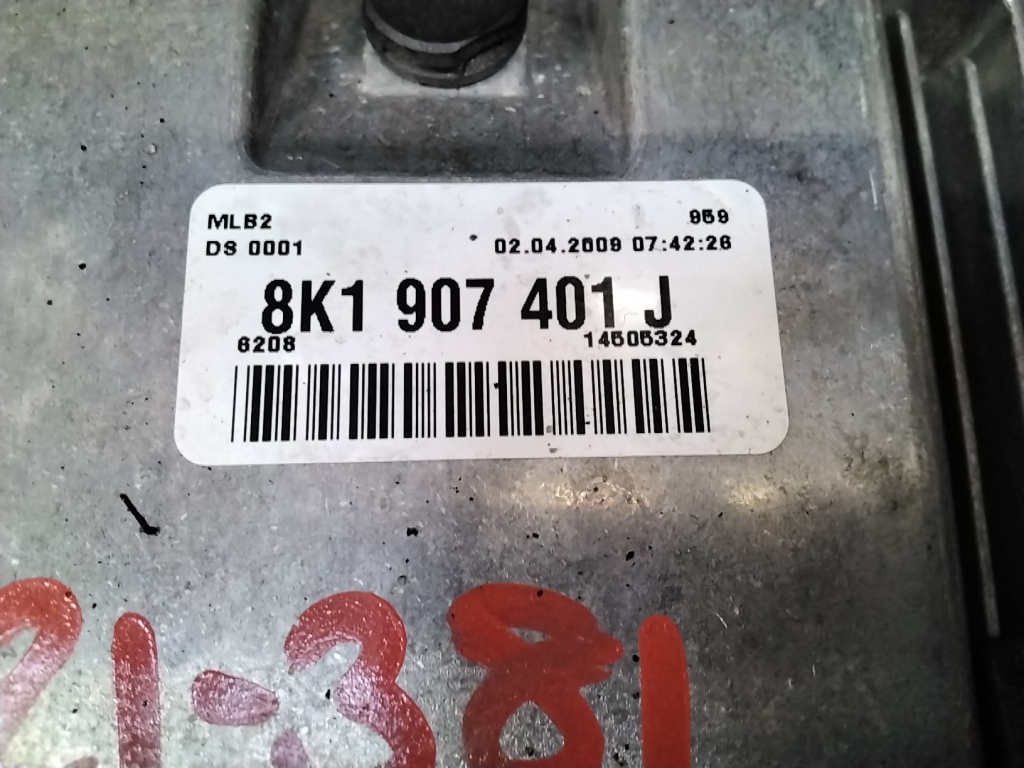 MLB2 959
DS 0001 02.04.2009 07:42:26
8K1 907 401 J
6208 14505324
21-381